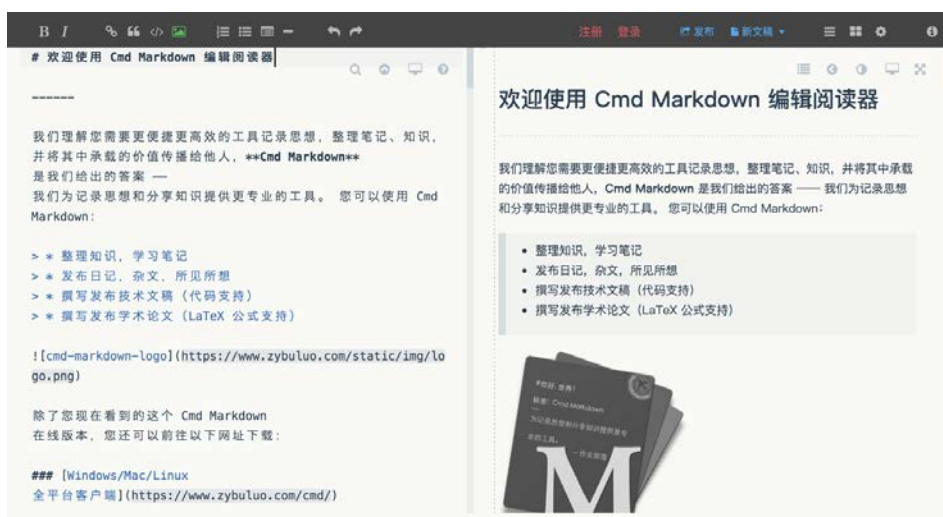 B I
注册 登录 发布 新文稿
# 欢迎使用 Cmd Markdown 编辑阅读器
------
我们理解您需要更便捷更高效的工具记录思想，整理笔记、知识，
并将其中承载的价值传播给他人，**Cmd Markdown**
是我们给出的答案 ——
我们为记录思想和分享知识提供更专业的工具。 您可以使用 Cmd
Markdown：
> * 整理知识，学习笔记
> * 发布日记，杂文，所见所想
> * 撰写发布技术文稿（代码支持）
> * 撰写发布学术论文（LaTeX 公式支持）
![cmd-markdown-logo](https://www.zybuluo.com/static/img/lo
go.png)
除了您现在看到的这个 Cmd Markdown
在线版本，您还可以前往以下网址下载：
### [Windows/Mac/Linux
全平台客户端](https://www.zybuluo.com/cmd/)
欢迎使用 Cmd Markdown 编辑阅读器
我们理解您需要更便捷更高效的工具记录思想，整理笔记、知识，并将其中承载
的价值传播给他人，Cmd Markdown 是我们给出的答案 —— 我们为记录思想
和分享知识提供更专业的工具。 您可以使用 Cmd Markdown：
• 整理知识，学习笔记
• 发布日记，杂文，所见所想
• 撰写发布技术文稿（代码支持）
• 撰写发布学术论文（LaTeX 公式支持）
#你好，世界！
Cmd Markdown
M